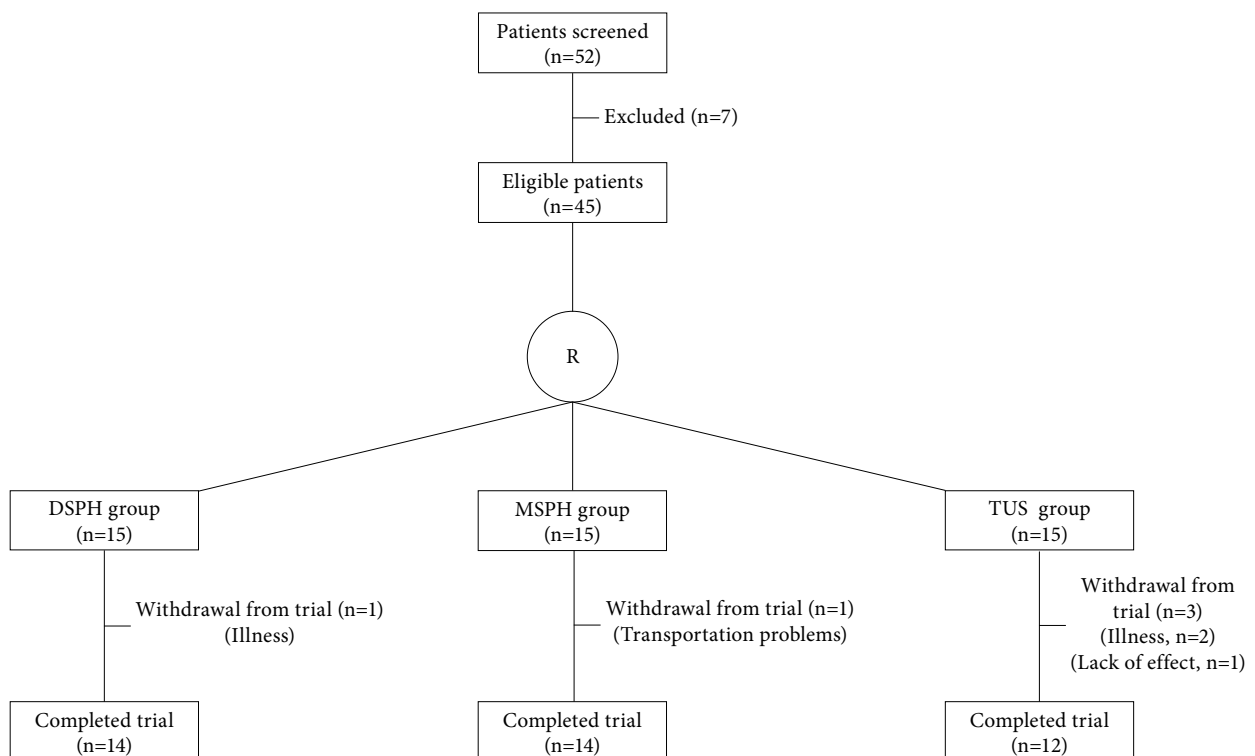 Patients screened
(n=52)
Excluded (n=7)
Eligible patients
(n=45)
R
DSPH group
(n=15)
MSPH group
(n=15)
TUS group
(n=15)
Withdrawal from trial (n=1)
(Illness)
Withdrawal from trial (n=1)
(Transportation problems)
Withdrawal from
trial (n=3)
(Illness, n=2)
(Lack of effect, n=1)
Completed trial
(n=14)
Completed trial
(n=14)
Completed trial
(n=12)